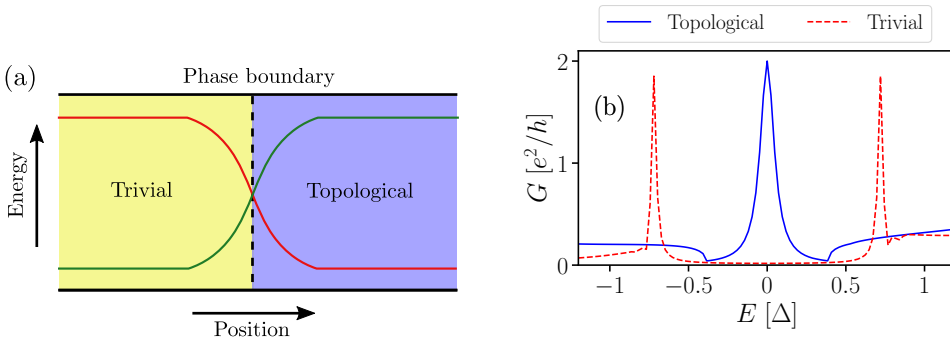 (a)
Phase boundary
Energy
Trivial
Topological
Position
Topological
Trivial
(b)
G [e²/h]
2
1
0
−1
−0.5
0
0.5
1
E [Δ]